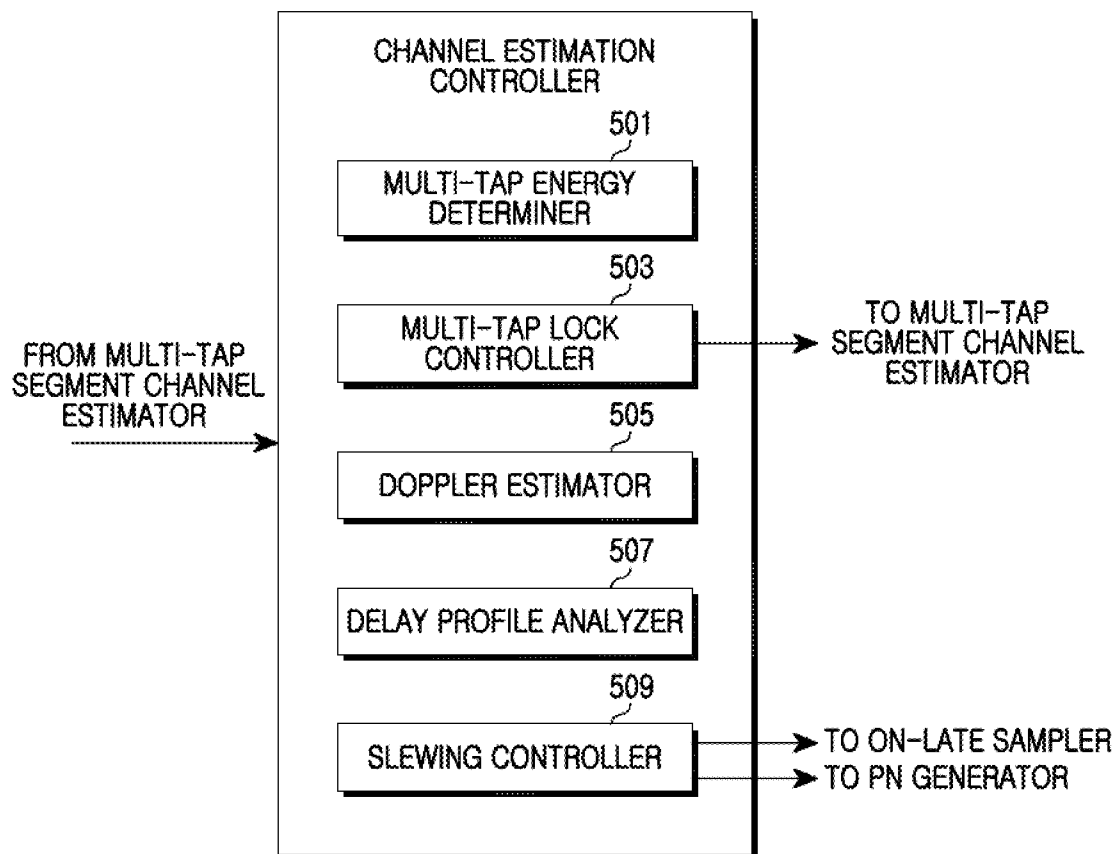 CHANNEL ESTIMATION
CONTROLLER
501
MULTI-TAP ENERGY
DETERMINER
503
MULTI-TAP LOCK
CONTROLLER
TO MULTI-TAP
SEGMENT CHANNEL
ESTIMATOR
FROM MULTI-TAP
SEGMENT CHANNEL
ESTIMATOR
505
DOPPLER ESTIMATOR
507
DELAY PROFILE ANALYZER
509
SLEWING CONTROLLER
TO ON-LATE SAMPLER
TO PN GENERATOR